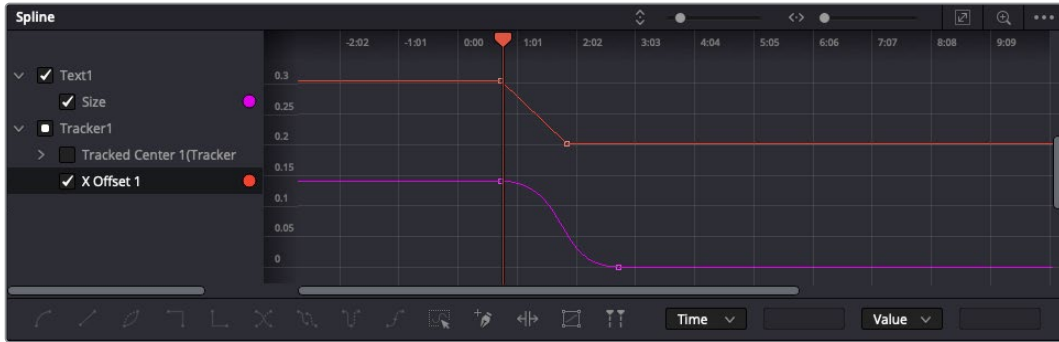 Spline
-2:02 -1:01 0:00 1:01 2:02 3:03 4:04 5:05 6:06 7:07 8:08 9:09
Text1
Size
Tracker1
Tracked Center 1(Tracker
X Offset 1
0.3
0.25
0.2
0.15
0.1
0.05
0
Time
Value